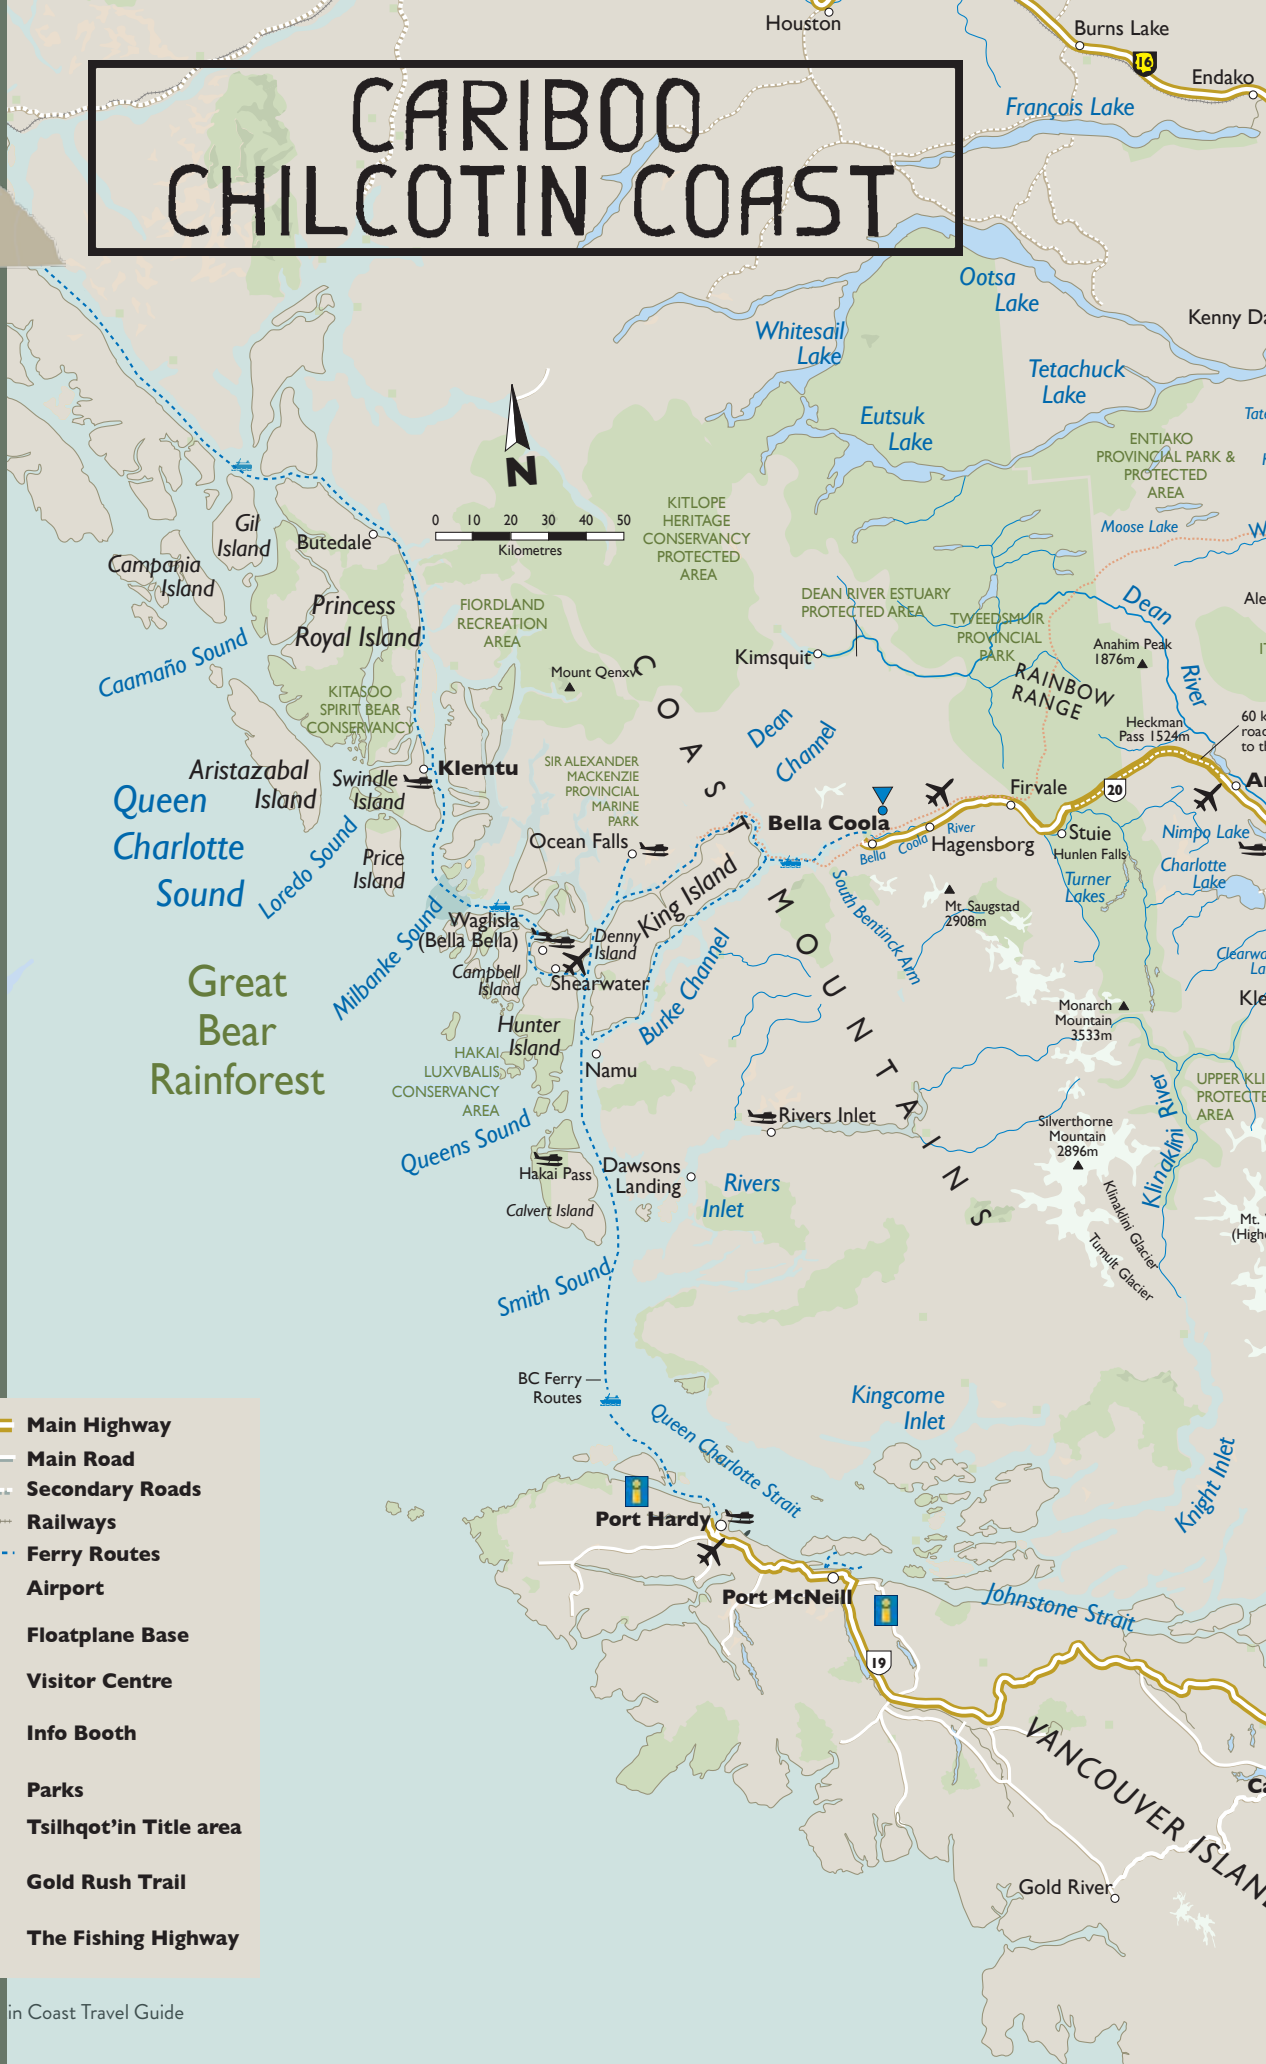 Houston
Burns Lake
16
Endako
François Lake
CARIBOO
CHILCOTIN COAST
Ootsa
Lake
Kenny Da
Whitesail
Lake
Tetachuck
Lake
Eutsuk
Lake
ENTIAKO
PROVINCIAL PARK &
PROTECTED
AREA
N
0 10 20 30 40 50
Kilometres
KITLOPE
HERITAGE
CONSERVANCY
PROTECTED
AREA
Moose Lake
Gil
Island
Butedale
Campania
Island
Princess
Royal Island
FIORDLAND
RECREATION
AREA
DEAN RIVER ESTUARY
PROTECTED AREA
TWEEDSMUIR
PROVINCIAL
PARK
Dean
River
Caamaño Sound
Kimsquit
Anahim Peak
1876m
Mount Qenxv
RAINBOW
RANGE
KITASOO
SPIRIT BEAR
CONSERVANCY
COAST
MOUNTAINS
Dean
Channel
Heckman
Pass 1524m
60 k
road
to th
Aristazabal
Island
Swindle
Island
Klemtu
SIR ALEXANDER
MACKENZIE
PROVINCIAL
MARINE
PARK
Queen
Charlotte
Sound
Firvale
20
Bella Coola
Bella Coola River
Hagensborg
Stuie
Hunlen Falls
Nimpo Lake
Charlotte
Lake
Turner
Lakes
Ocean Falls
Price
Island
Loredo Sound
King Island
South Bentinck Arm
Mt. Saugstad
2908m
Waglisla
(Bella Bella)
Denny
Island
Campbell
Island
Shearwater
Milbanke Sound
Burke Channel
Great
Bear
Rainforest
Clearwa
La
Kle
Monarch
Mountain
3533m
Hunter
Island
Namu
HAKAI
LUXVBALIS
CONSERVANCY
AREA
UPPER KLI
PROTECTE
AREA
Queens Sound
Rivers Inlet
Silverthorne
Mountain
2896m
Klinaklini River
Hakai Pass
Dawsons
Landing
Rivers
Inlet
Calvert Island
Klinaklini Glacier
Tumult Glacier
Mt.
(High
Smith Sound
BC Ferry
Routes
Kingcome
Inlet
Queen Charlotte Strait
Knight Inlet
Port Hardy
Port McNeill
Johnstone Strait
19
VANCOUVER ISLAN
Ca
Gold River
Main Highway
Main Road
Secondary Roads
Railways
Ferry Routes
Airport
Floatplane Base
Visitor Centre
Info Booth
Parks
Tsilhqot'in Title area
Gold Rush Trail
The Fishing Highway
in Coast Travel Guide